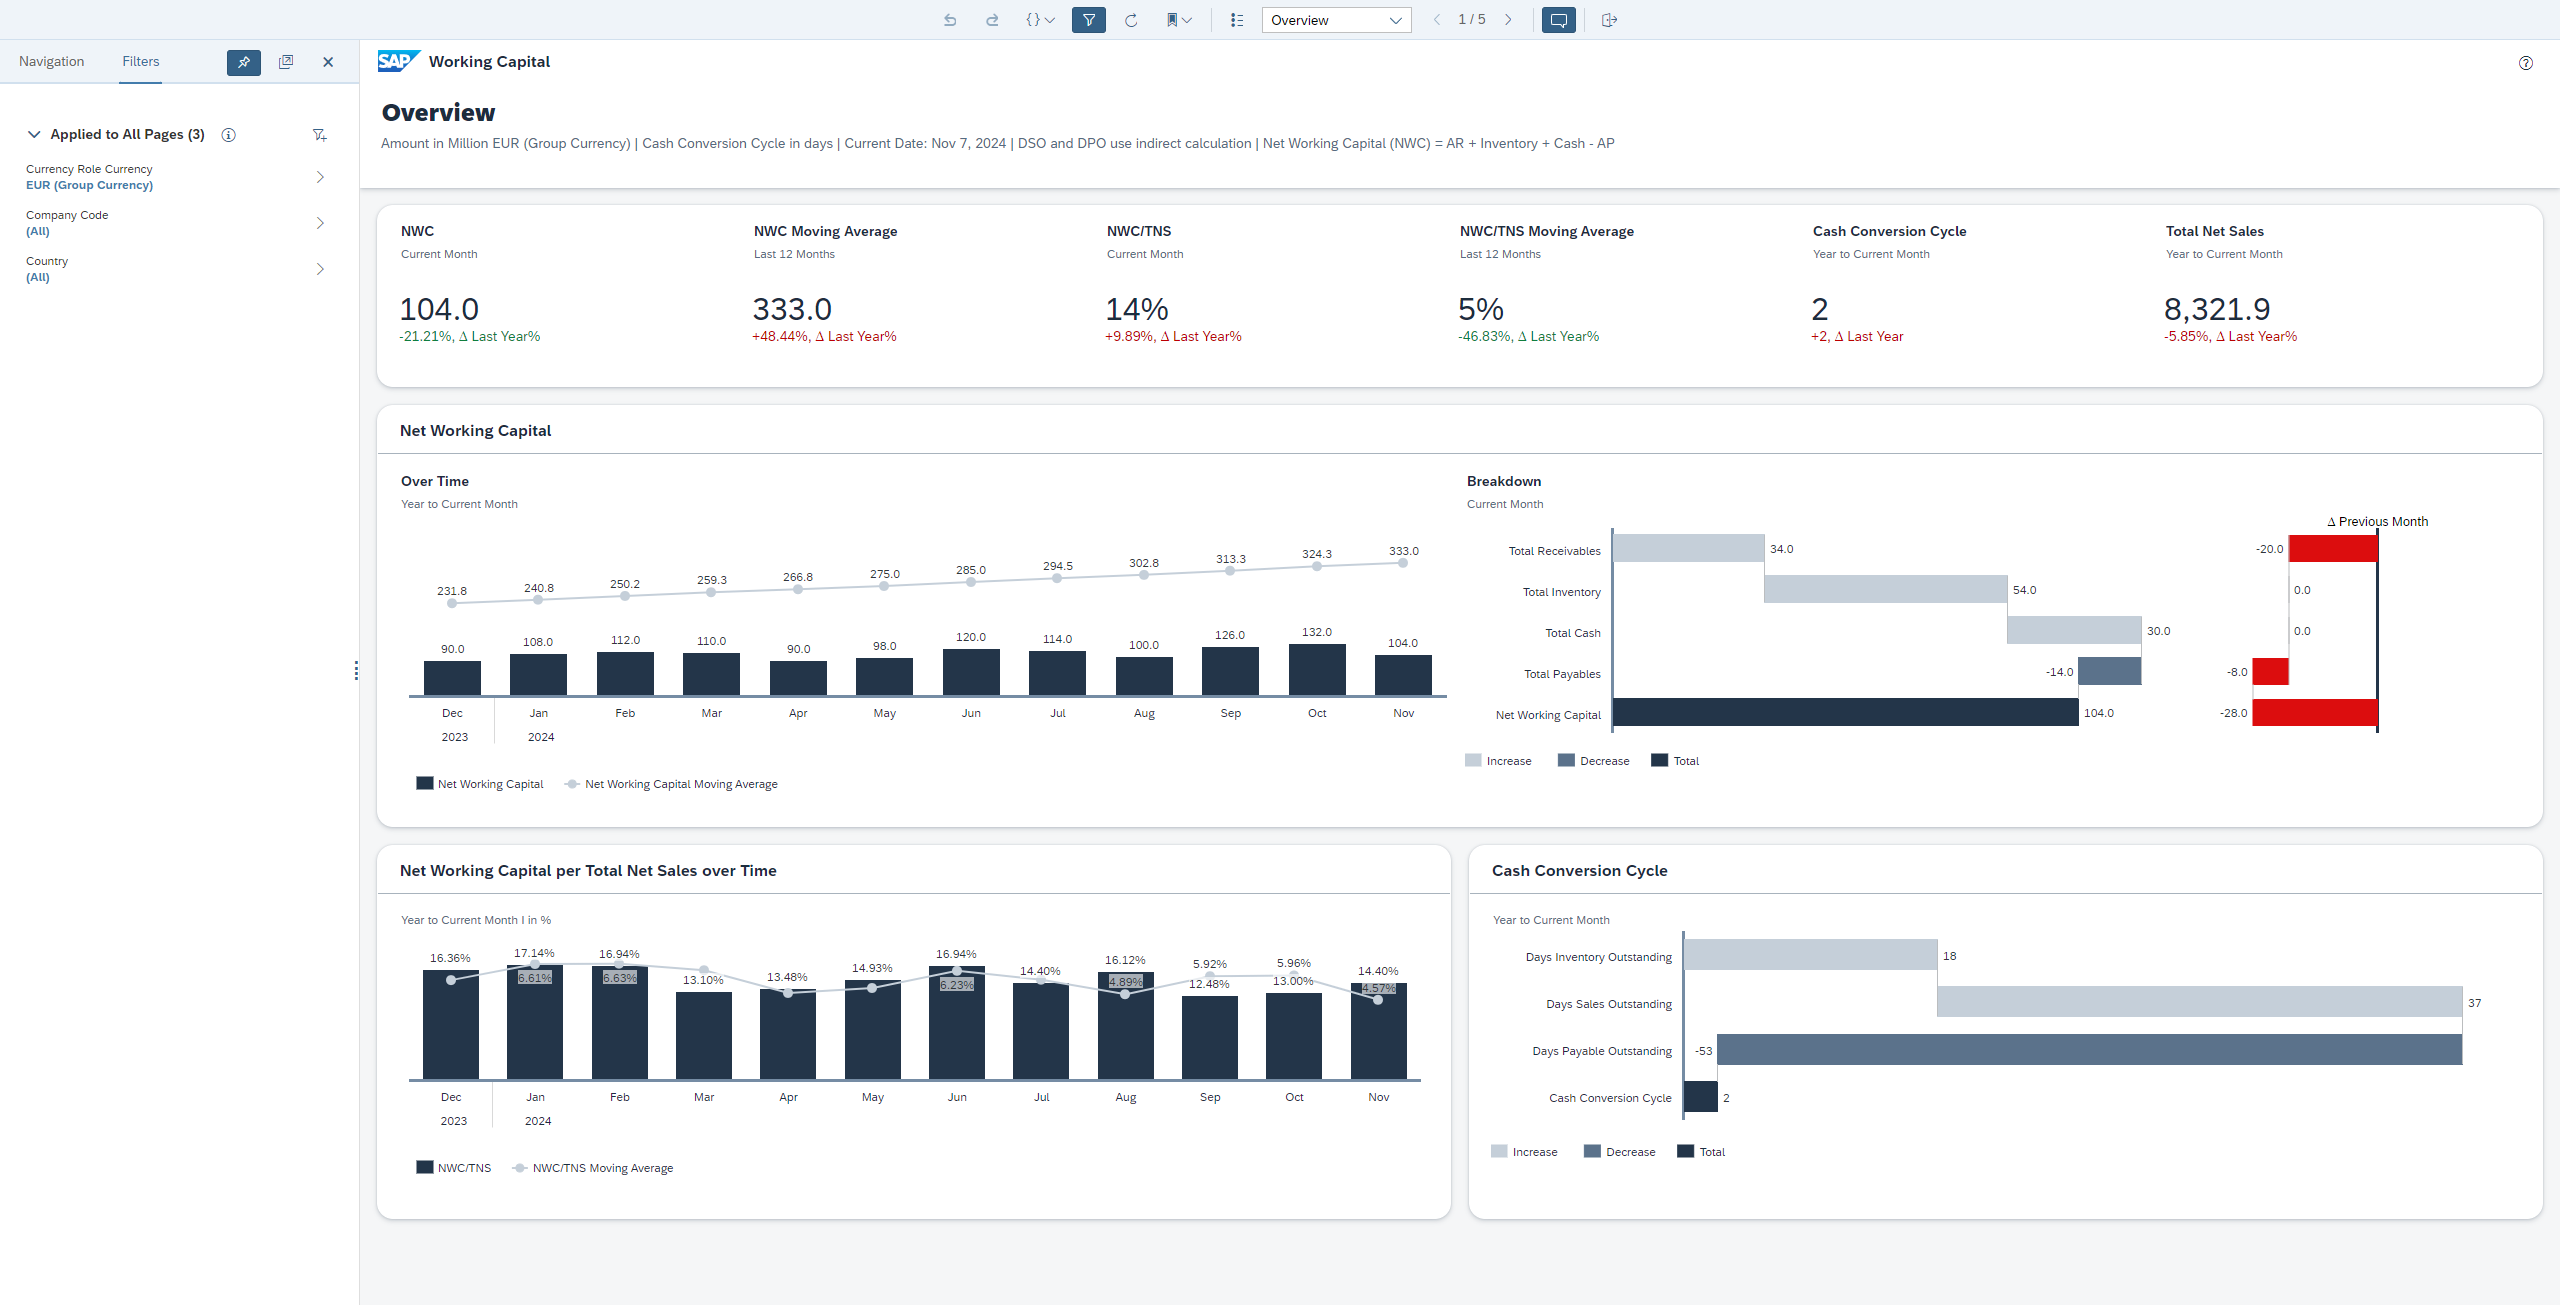 Overview
1 / 5
Navigation
Filters
Applied to All Pages (3)
Currency Role Currency
EUR (Group Currency)
Company Code
(All)
Country
(All)
SAP
Working Capital
Overview
Amount in Million EUR (Group Currency) | Cash Conversion Cycle in days | Current Date: Nov 7, 2024 | DSO and DPO use indirect calculation | Net Working Capital (NWC) = AR + Inventory + Cash - AP
NWC
Current Month
104.0
-21.21%, Δ Last Year%
NWC Moving Average
Last 12 Months
333.0
+48.44%, Δ Last Year%
NWC/TNS
Current Month
14%
+9.89%, Δ Last Year%
NWC/TNS Moving Average
Last 12 Months
5%
-46.83%, Δ Last Year%
Cash Conversion Cycle
Year to Current Month
2
+2, Δ Last Year
Total Net Sales
Year to Current Month
8,321.9
-5.85%, Δ Last Year%
Net Working Capital
Over Time
Year to Current Month
231.8 240.8 250.2 259.3 266.8 275.0 285.0 294.5 302.8 313.3 324.3 333.0
90.0 108.0 112.0 110.0 90.0 98.0 120.0 114.0 100.0 126.0 132.0 104.0
Dec Jan Feb Mar Apr May Jun Jul Aug Sep Oct Nov
2023 2024
Net Working Capital Net Working Capital Moving Average
Breakdown
Current Month
Δ Previous Month
Total Receivables 34.0 -20.0
Total Inventory 54.0 0.0
Total Cash 30.0 0.0
Total Payables -14.0 -8.0
Net Working Capital 104.0 -28.0
Increase Decrease Total
Net Working Capital per Total Net Sales over Time
Year to Current Month I in %
16.36% 17.14% 16.94% 13.10% 13.48% 14.93% 16.94% 14.40% 16.12% 5.92% 5.96% 14.40%
6.61% 6.63% 6.23% 4.89% 12.48% 13.00% 4.57%
Dec Jan Feb Mar Apr May Jun Jul Aug Sep Oct Nov
2023 2024
NWC/TNS NWC/TNS Moving Average
Cash Conversion Cycle
Year to Current Month
Days Inventory Outstanding 18
Days Sales Outstanding 37
Days Payable Outstanding -53
Cash Conversion Cycle 2
Increase Decrease Total